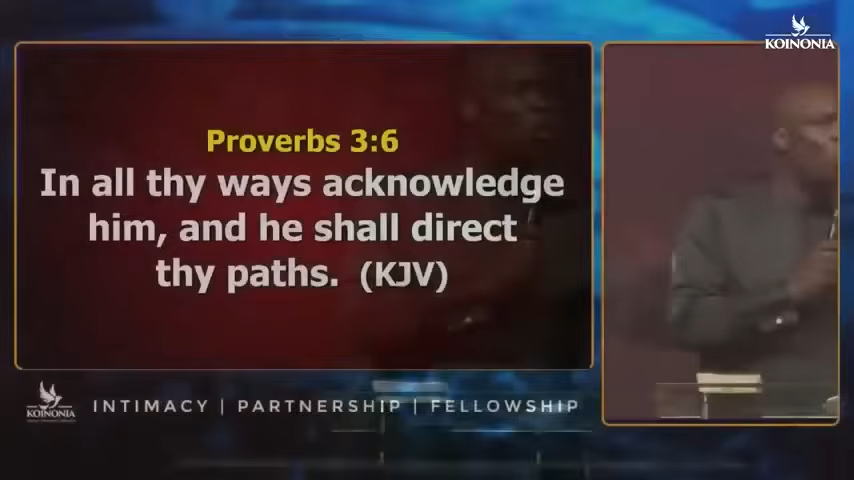 KOINONIA
Proverbs 3:6
In all thy ways acknowledge
him, and he shall direct
thy paths. (KJV)
KOINONIA
INTIMACY | PARTNERSHIP | FELLOWSHIP